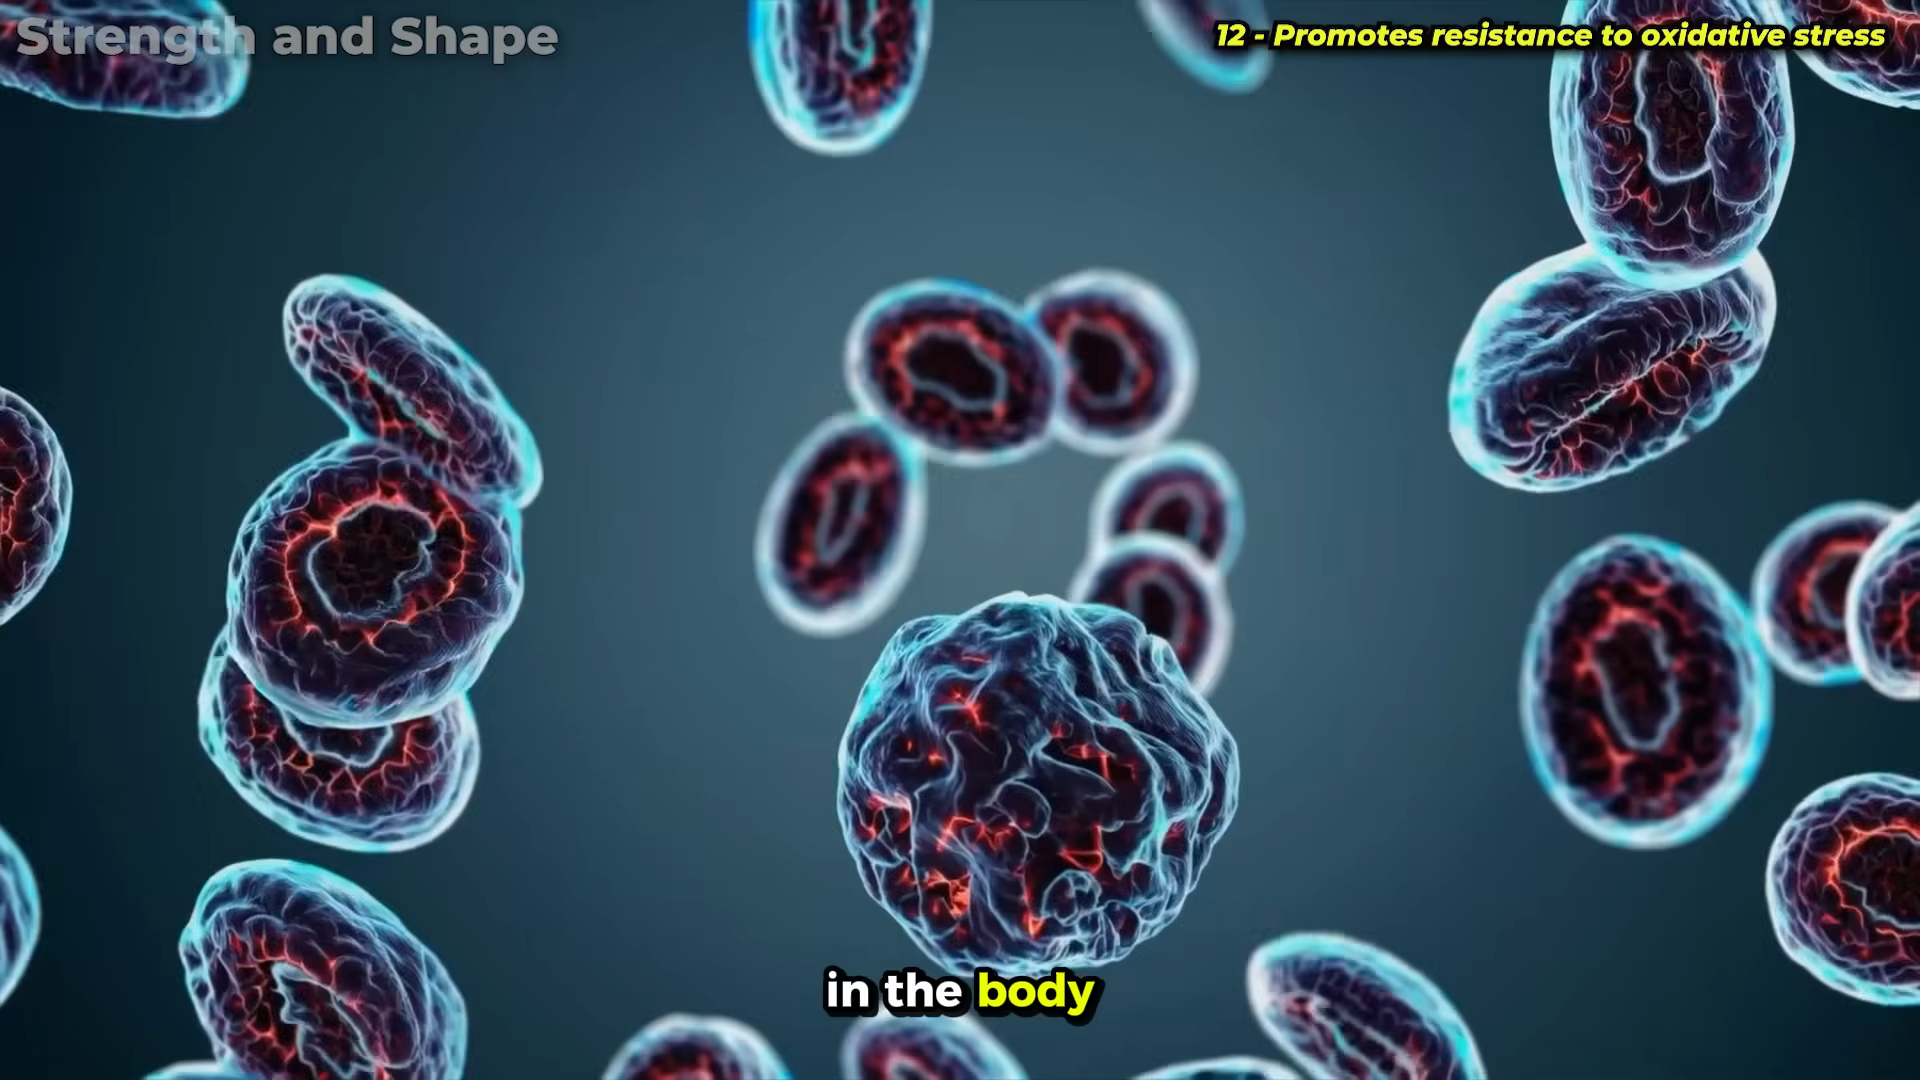 Strength and Shape
12 - Promotes resistance to oxidative stress
in the body